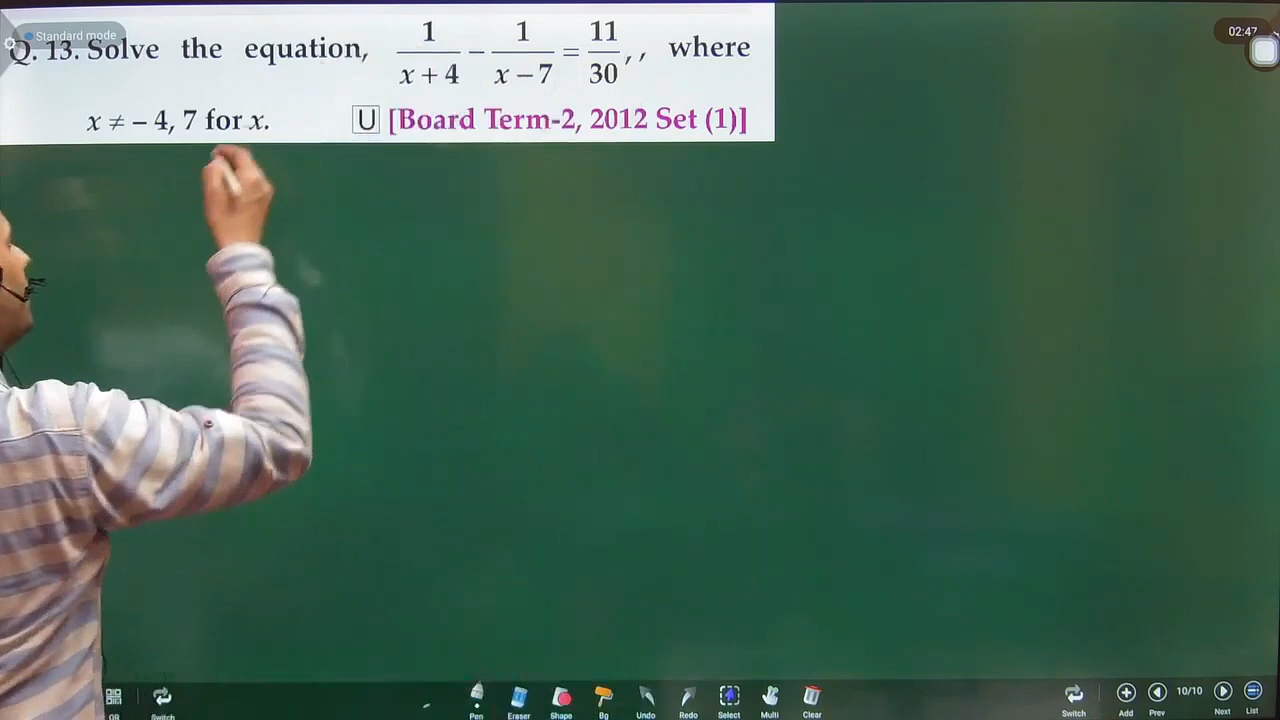 Standard mode
02:47
Q. 13. Solve the equation, 1/(x + 4) − 1/(x − 7) = 11/30 , , where
x ≠ – 4, 7 for x. U [Board Term-2, 2012 Set (1)]
QR Switch Pen Eraser Shape Bg Undo Redo Select Multi Clear Switch Add Prev 10/10 Next List